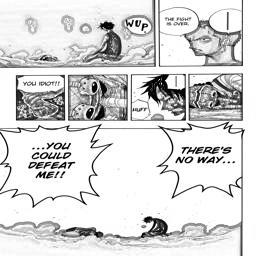 THE FIGHT
IS OVER.
WUP
HUFF
YOU IDIOT!!
THERE'S
NO WAY...
...YOU
COULD
DEFEAT
ME!!